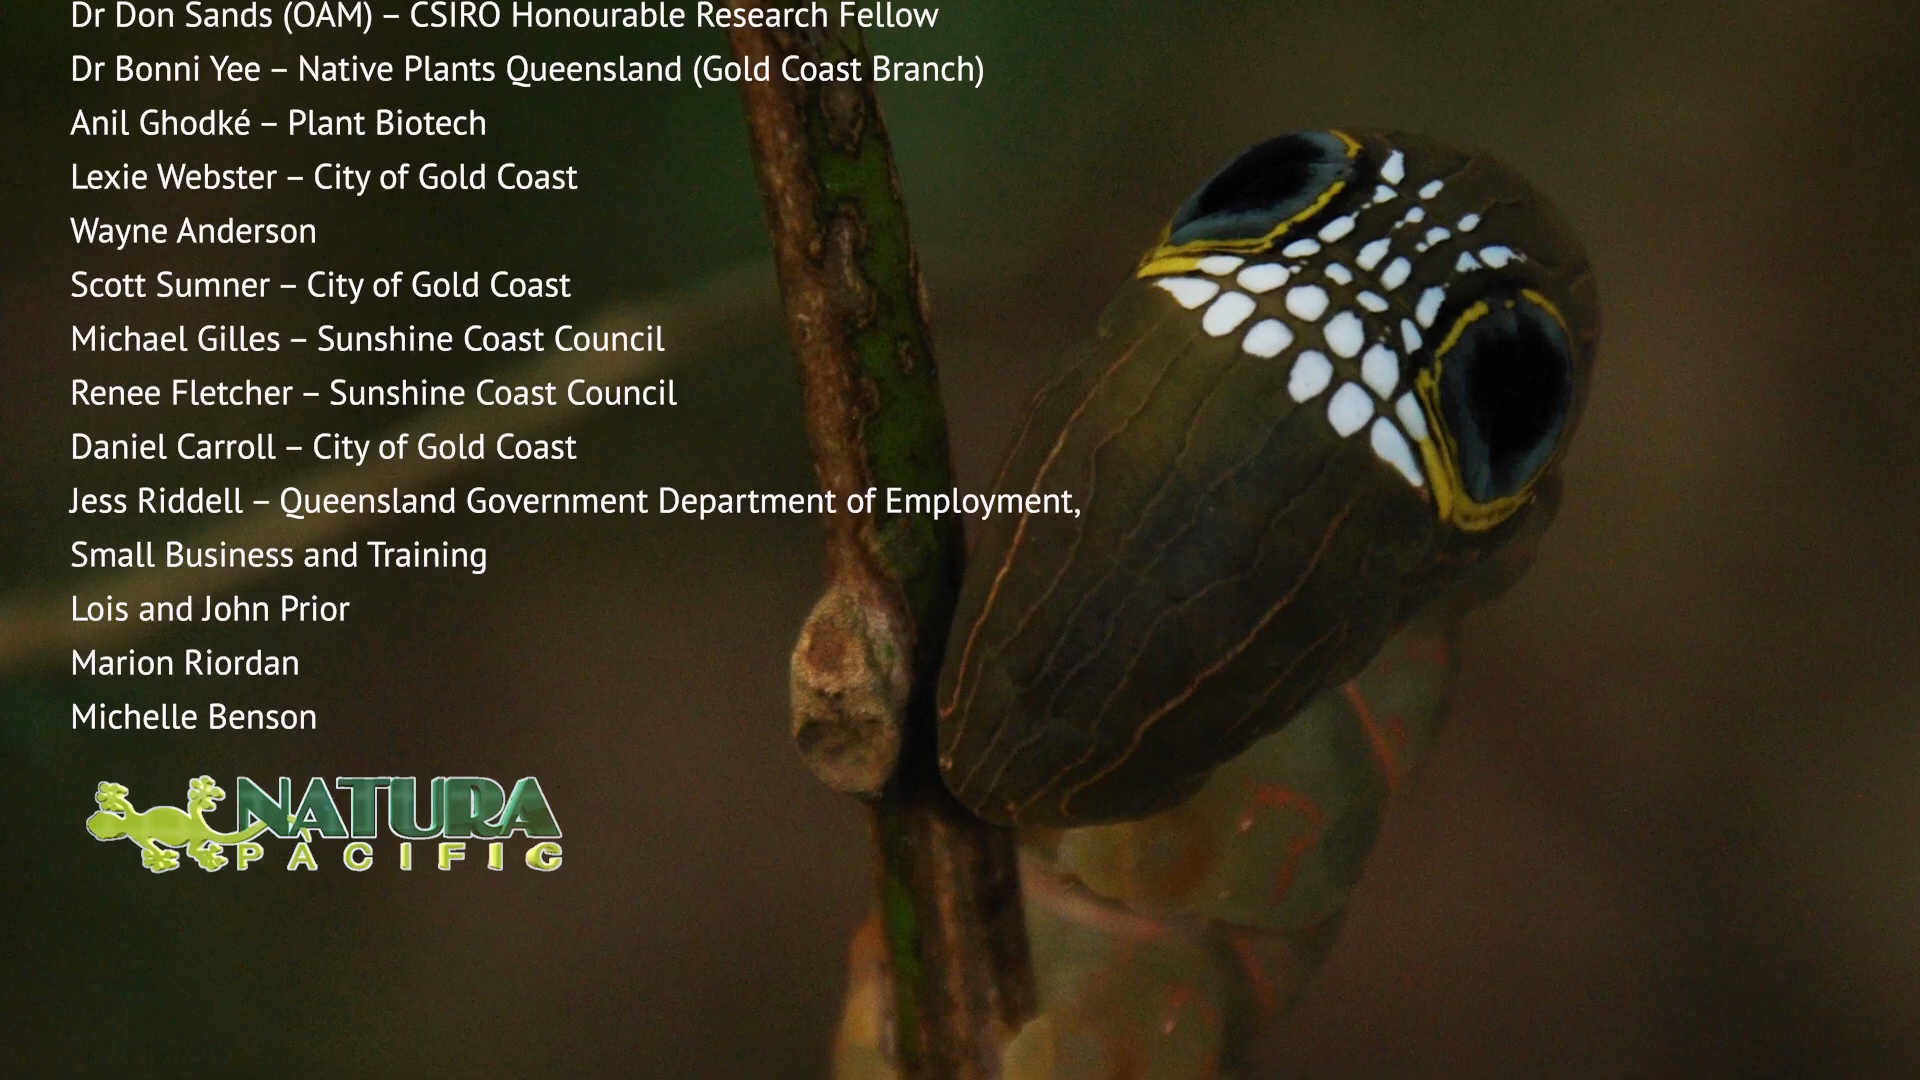 Dr Don Sands (OAM) – CSIRO Honourable Research Fellow
Dr Bonni Yee – Native Plants Queensland (Gold Coast Branch)
Anil Ghodké – Plant Biotech
Lexie Webster – City of Gold Coast
Wayne Anderson
Scott Sumner – City of Gold Coast
Michael Gilles – Sunshine Coast Council
Renee Fletcher – Sunshine Coast Council
Daniel Carroll – City of Gold Coast
Jess Riddell – Queensland Government Department of Employment,
Small Business and Training
Lois and John Prior
Marion Riordan
Michelle Benson
NATURA
PACIFIC